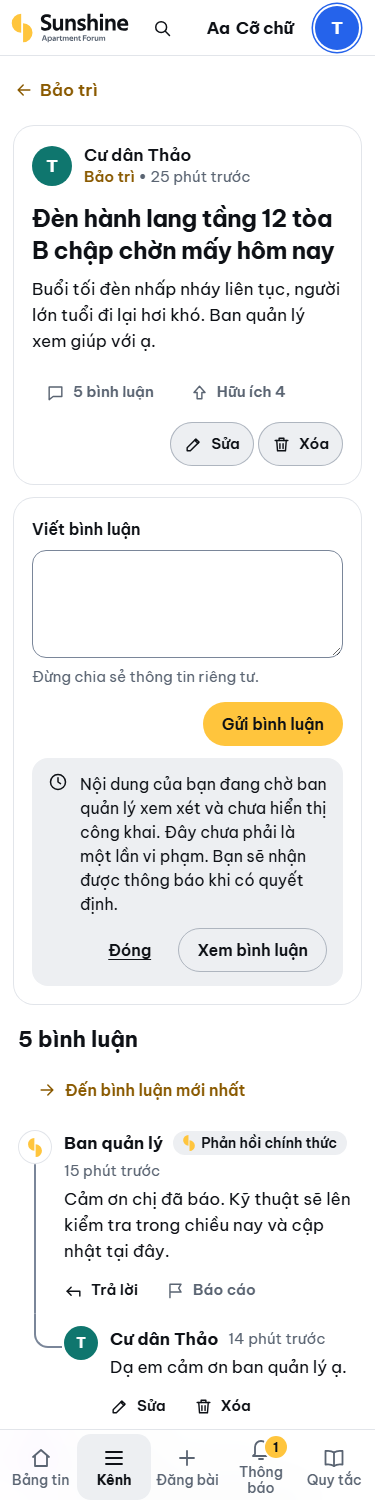 Sunshine
Apartment Forum
Aa Cỡ chữ
T
Bảo trì
T
Cư dân Thảo
Bảo trì • 25 phút trước
Đèn hành lang tầng 12 tòa
B chập chờn mấy hôm nay
Buổi tối đèn nhấp nháy liên tục, người
lớn tuổi đi lại hơi khó. Ban quản lý
xem giúp với ạ.
5 bình luận
Hữu ích 4
Sửa
Xóa
Viết bình luận
Đừng chia sẻ thông tin riêng tư.
Gửi bình luận
Nội dung của bạn đang chờ ban
quản lý xem xét và chưa hiển thị
công khai. Đây chưa phải là
một lần vi phạm. Bạn sẽ nhận
được thông báo khi có quyết
định.
Đóng
Xem bình luận
5 bình luận
Đến bình luận mới nhất
Ban quản lý
Phản hồi chính thức
15 phút trước
Cảm ơn chị đã báo. Kỹ thuật sẽ lên
kiểm tra trong chiều nay và cập
nhật tại đây.
Trả lời
Báo cáo
T
Cư dân Thảo
14 phút trước
Dạ em cảm ơn ban quản lý ạ.
Sửa
Xóa
Bảng tin
Kênh
Đăng bài
1
Thông
báo
Quy tắc